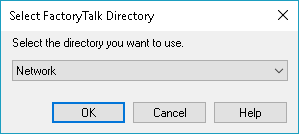 Select FactoryTalk Directory
Select the directory you want to use.
Network
OK Cancel Help